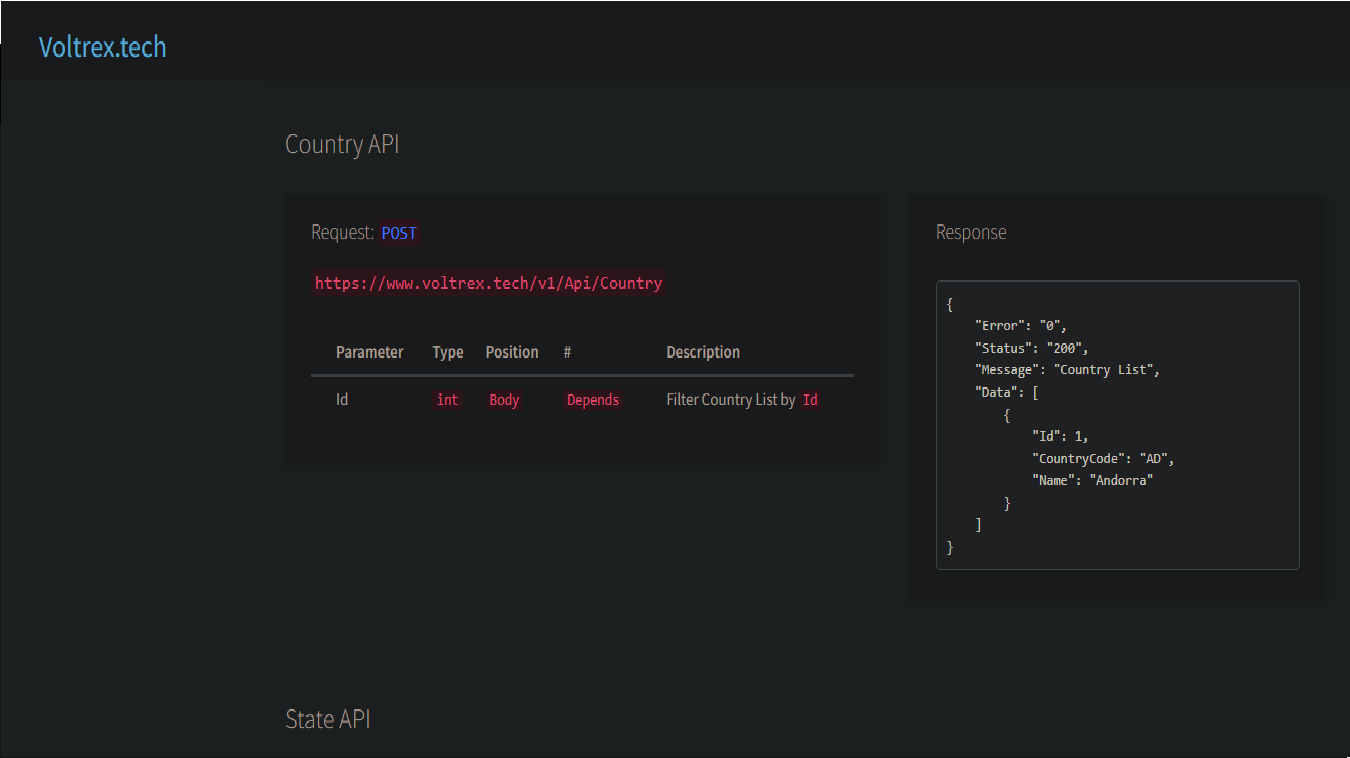 Voltrex.tech
Country API
Request: POST
https://www.voltrex.tech/v1/Api/Country
Parameter Type Position # Description
Id int Body Depends Filter Country List by Id
Response
{
"Error": "0",
"Status": "200",
"Message": "Country List",
"Data": [
{
"Id": 1,
"CountryCode": "AD",
"Name": "Andorra"
}
]
}
State API